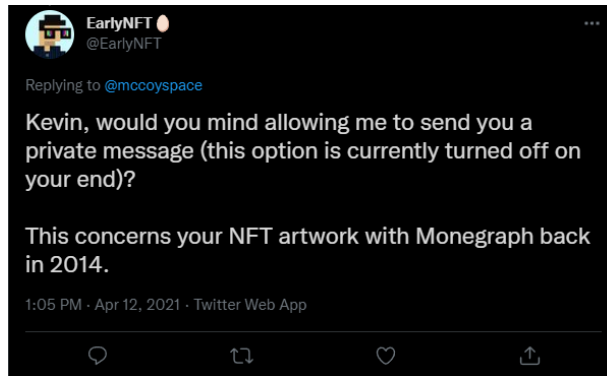 EarlyNFT🥚
@EarlyNFT
Replying to @mccoyspace
Kevin, would you mind allowing me to send you a
private message (this option is currently turned off on
your end)?
This concerns your NFT artwork with Monegraph back
in 2014.
1:05 PM · Apr 12, 2021 · Twitter Web App